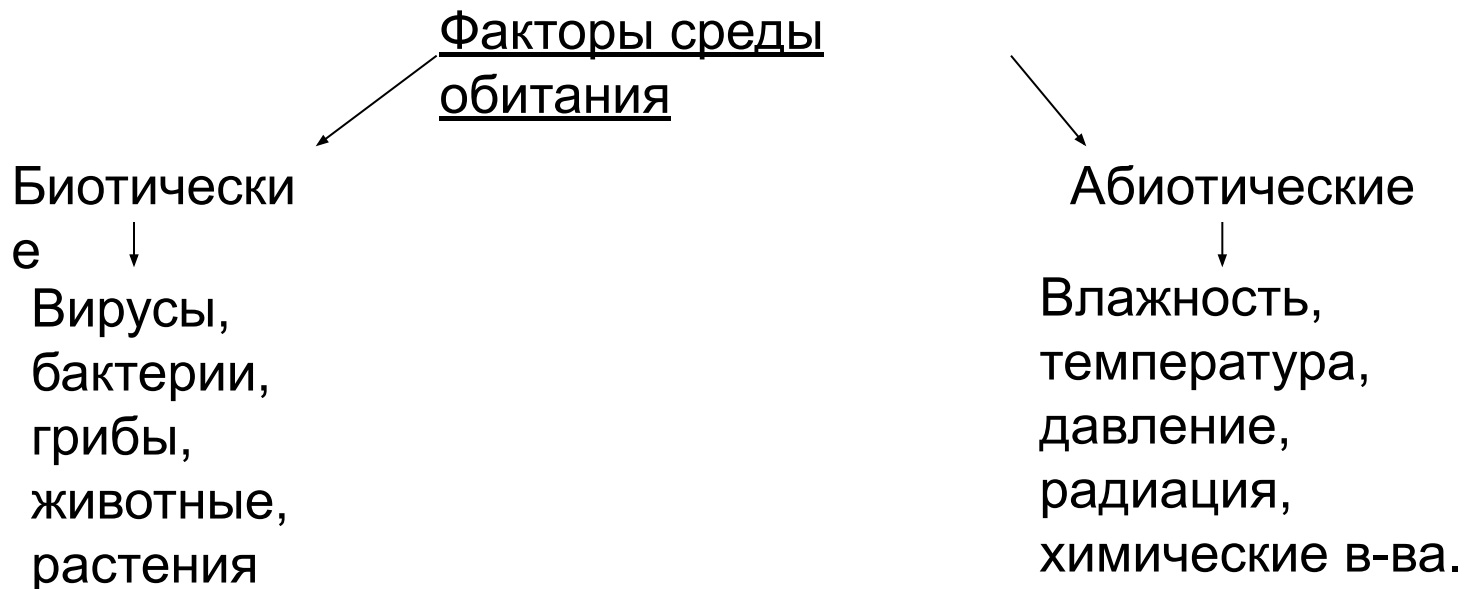 Факторы среды
обитания
Биотически
е
Вирусы,
бактерии,
грибы,
животные,
растения
Абиотические
Влажность,
температура,
давление,
радиация,
химические в-ва.